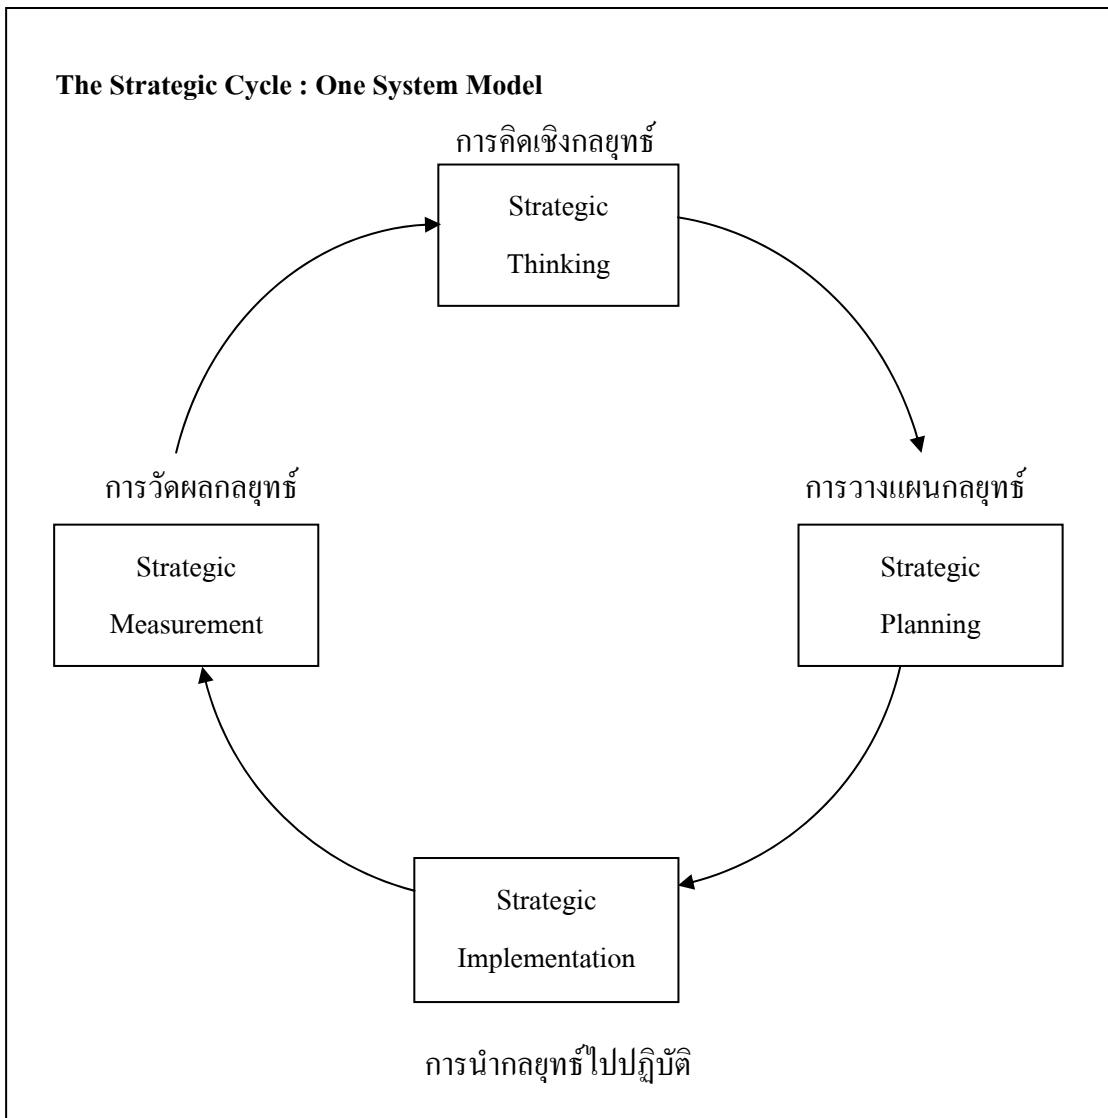 The Strategic Cycle : One System Model
การคิดเชิงกลยุทธ์
Strategic
Thinking
การวัดผลกลยุทธ์
Strategic
Measurement
การวางแผนกลยุทธ์
Strategic
Planning
Strategic
Implementation
การนำกลยุทธ์ไปปฏิบัติ